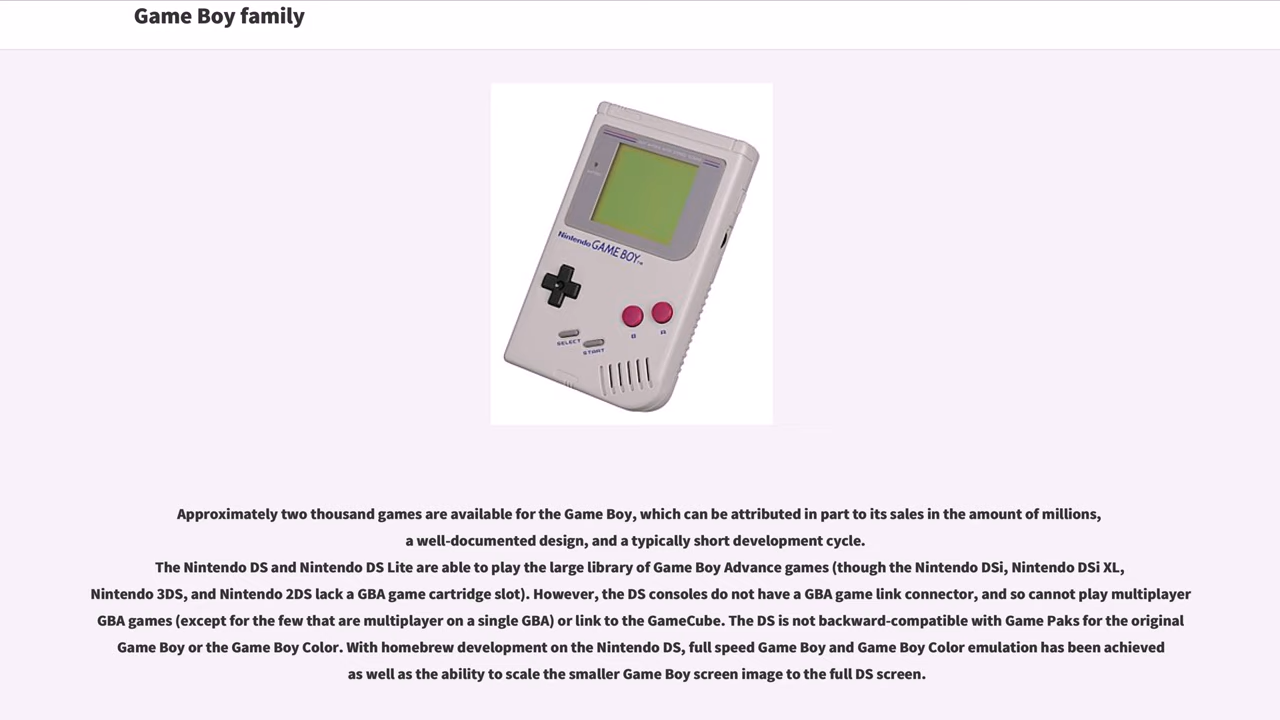 Game Boy family
Nintendo GAME BOY™
SELECT
START
B
A
Approximately two thousand games are available for the Game Boy, which can be attributed in part to its sales in the amount of millions,
a well-documented design, and a typically short development cycle.
The Nintendo DS and Nintendo DS Lite are able to play the large library of Game Boy Advance games (though the Nintendo DSi, Nintendo DSi XL,
Nintendo 3DS, and Nintendo 2DS lack a GBA game cartridge slot). However, the DS consoles do not have a GBA game link connector, and so cannot play multiplayer
GBA games (except for the few that are multiplayer on a single GBA) or link to the GameCube. The DS is not backward-compatible with Game Paks for the original
Game Boy or the Game Boy Color. With homebrew development on the Nintendo DS, full speed Game Boy and Game Boy Color emulation has been achieved
as well as the ability to scale the smaller Game Boy screen image to the full DS screen.